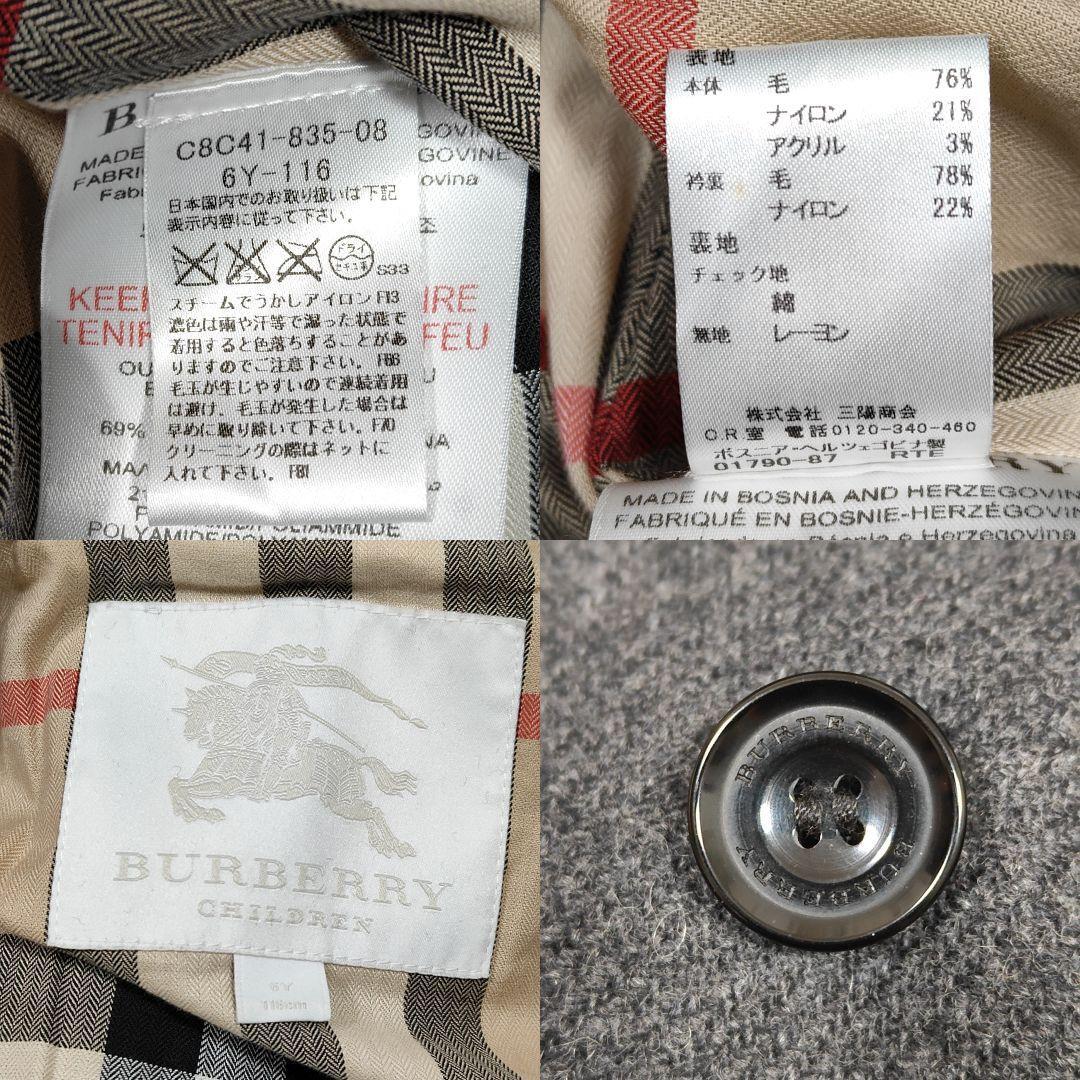 B
MADE
FABRI
Fab
GOVIN
GOVINE
ovina
C8C41-835-08
6Y-116
日本国内でのお取り扱いは下記
表示内容に従って下さい。
ドライ
セキユ系
S33
スチームでうかしアイロン F13
濃色は雨や汗等で湿った状態で
着用すると色落ちすることがあ
りますのでご注意下さい。 F66
毛玉が生じやすいので連続着用
は避け、毛玉が発生した場合は
早めに取り除いて下さい。 F70
クリーニングの際はネットに
入れて下さい。 F81
KEEP
IRE
TENIR
FEU
OU
69%
NA
POLYAMIDE
表地
本体 毛 76%
ナイロン 21%
アクリル 3%
衿裏 毛 78%
ナイロン 22%
裏地
チェック地
綿
無地 レーヨン
株式会社 三陽商会
C.R.室 電話0120-340-460
ボスニア・ヘルツェゴビナ製
01790-87 RTE
RY
MADE IN BOSNIA AND HERZEGOVIN
FABRIQUÉ EN BOSNIE-HERZÉGOVIN
BURBERRY
CHILDREN
6Y
116cm
BURBERRY
BURBERRY